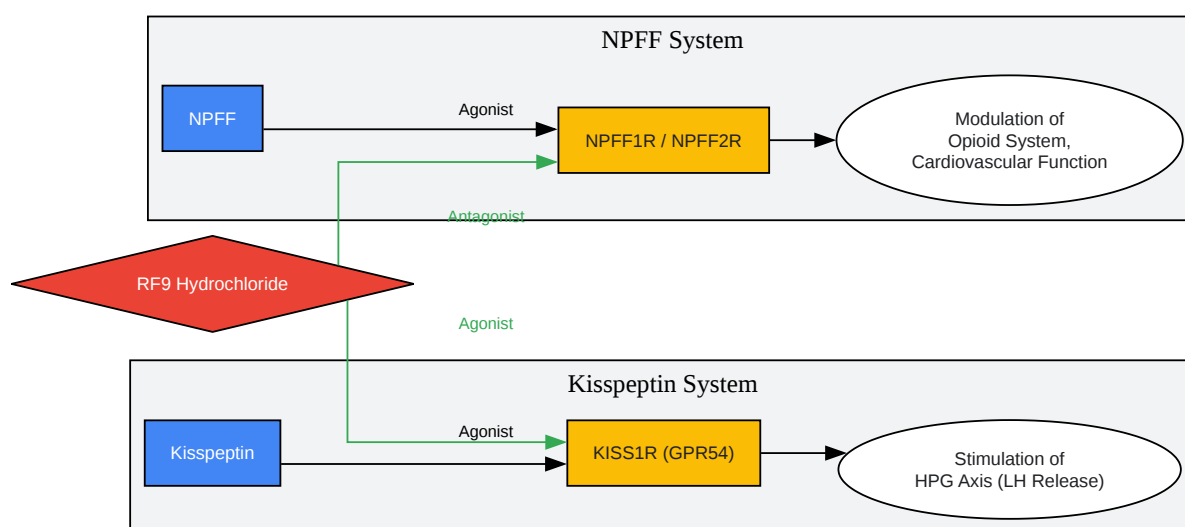 NPFF System
NPFF
Agonist
NPFF1R / NPFF2R
Modulation of
Opioid System,
Cardiovascular Function
Antagonist
RF9 Hydrochloride
Agonist
Kisspeptin System
Kisspeptin
Agonist
KISS1R (GPR54)
Stimulation of
HPG Axis (LH Release)